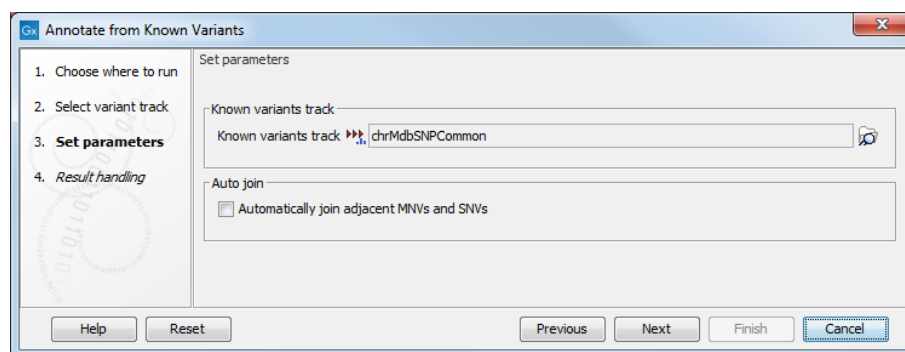 Gx Annotate from Known Variants
X
1. Choose where to run
2. Select variant track
3. Set parameters
4. Result handling
Set parameters
Known variants track
Known variants track chrMdbSNPCommon
Auto join
Automatically join adjacent MNVs and SNVs
Help Reset Previous Next Finish Cancel